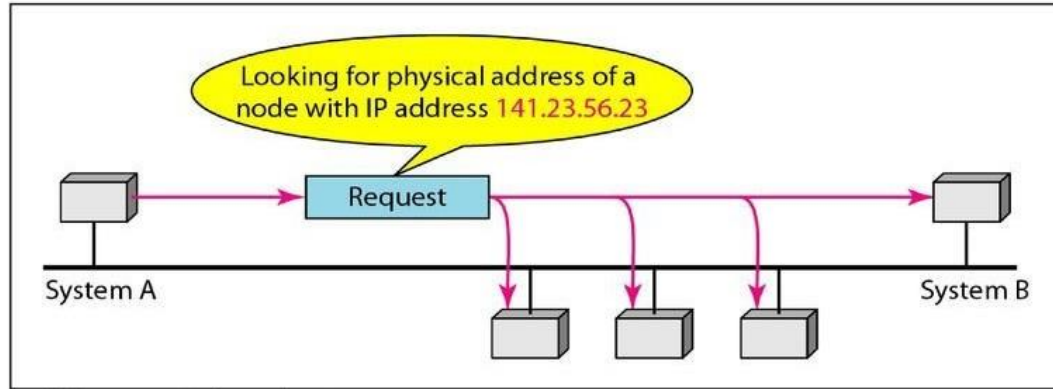 Looking for physical address of a
node with IP address 141.23.56.23
Request
System A
System B